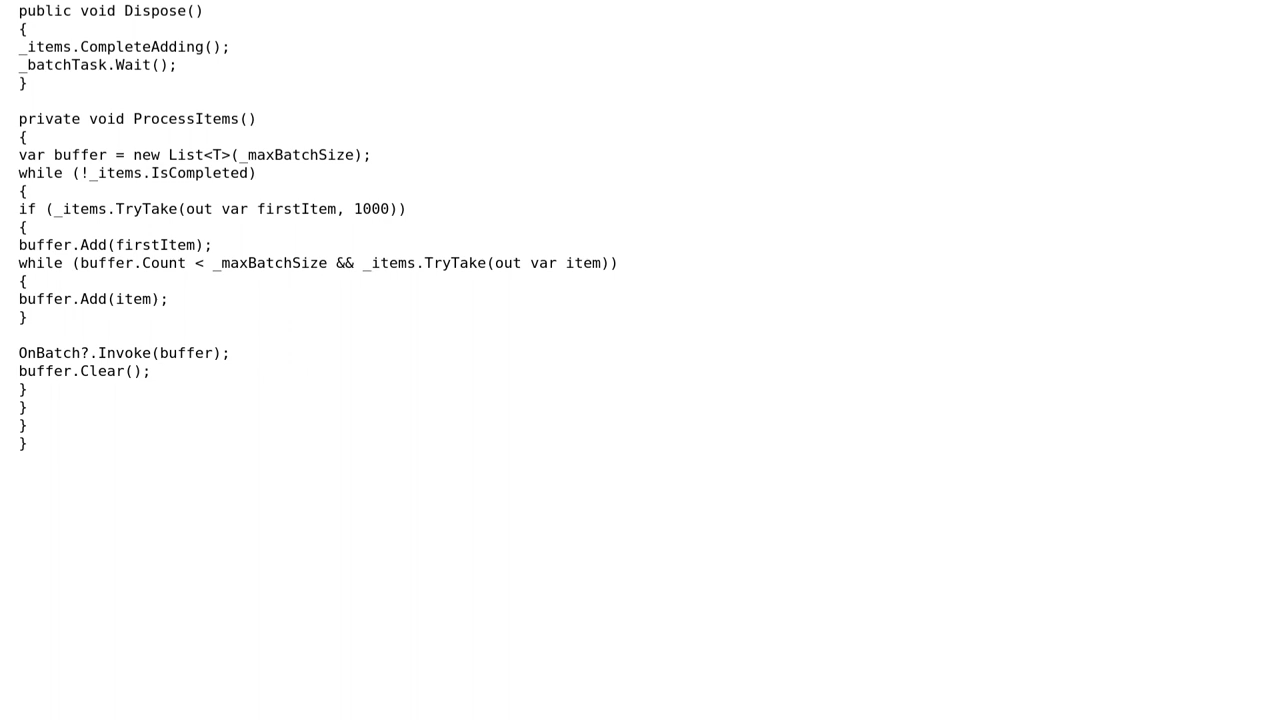 public void Dispose()
{
_items.CompleteAdding();
_batchTask.Wait();
}

private void ProcessItems()
{
var buffer = new List<T>(_maxBatchSize);
while (!_items.IsCompleted)
{
if (_items.TryTake(out var firstItem, 1000))
{
buffer.Add(firstItem);
while (buffer.Count < _maxBatchSize && _items.TryTake(out var item))
{
buffer.Add(item);
}

OnBatch?.Invoke(buffer);
buffer.Clear();
}
}
}
}